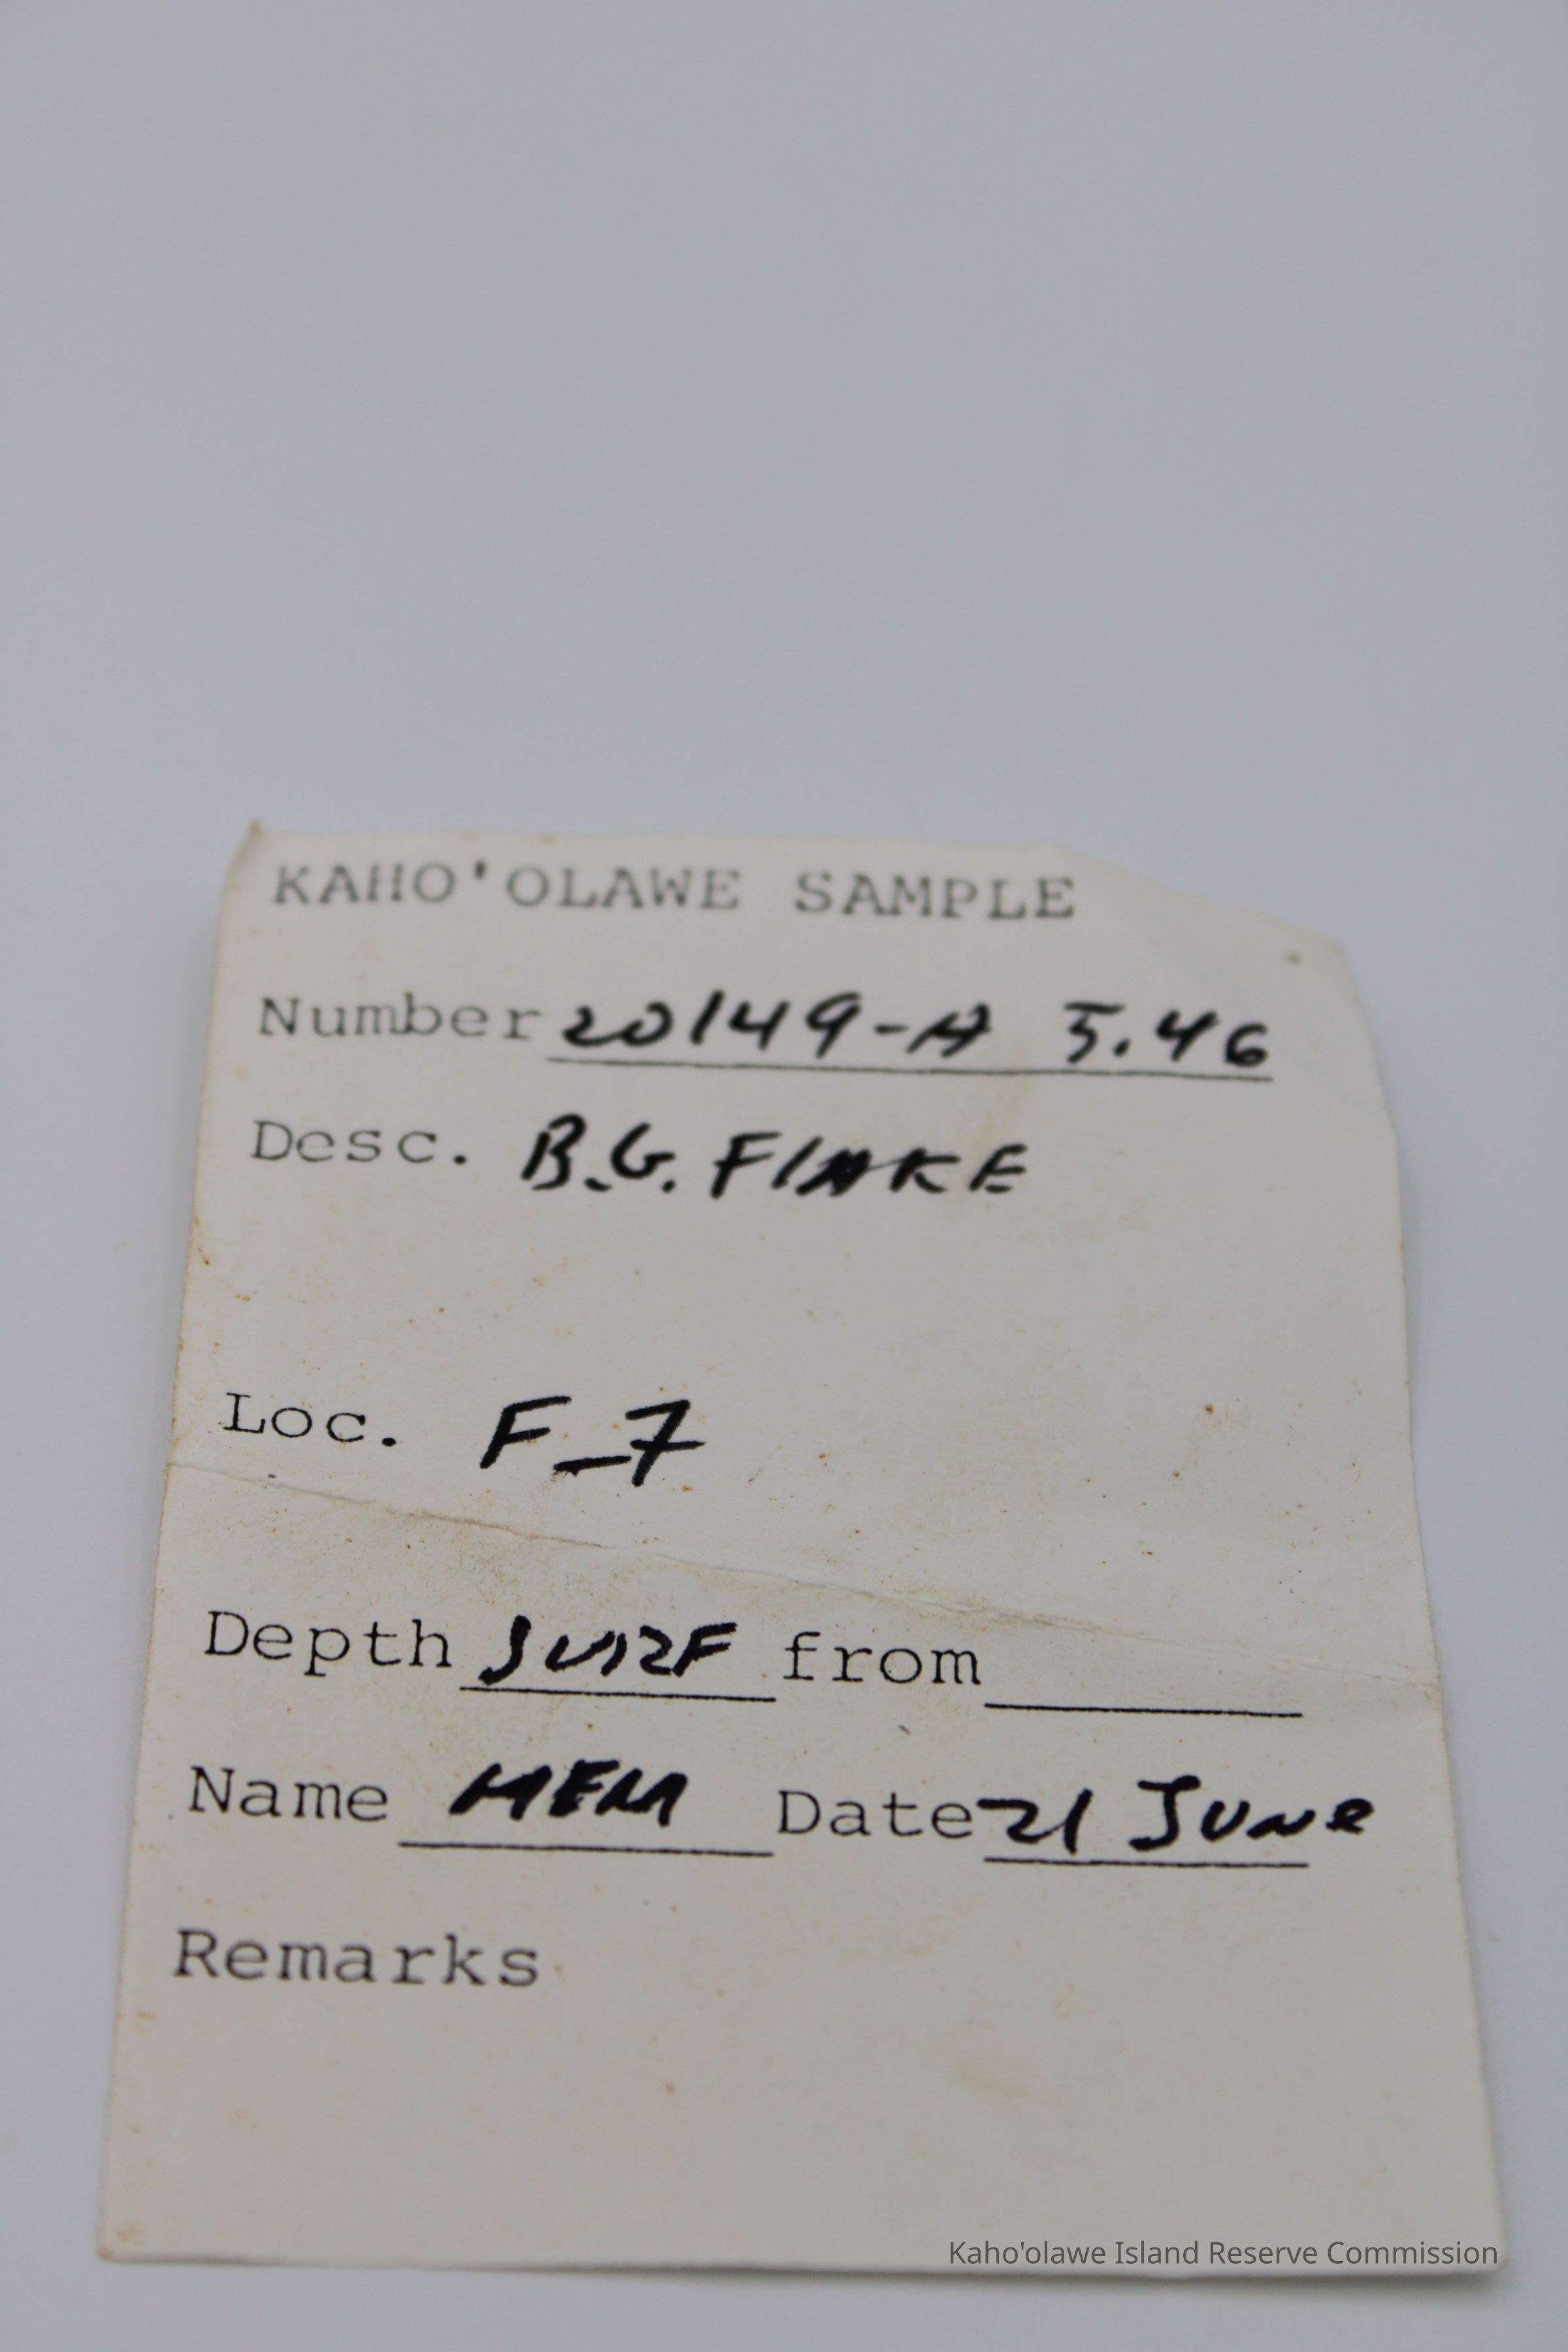 KAHO'OLAWE SAMPLE
Number 20149-A 5.46
Desc. B.G. FlAKE
Loc. F-7
Depth SURF from
Name MEM Date 21 June
Remarks
Kaho'olawe Island Reserve Commission